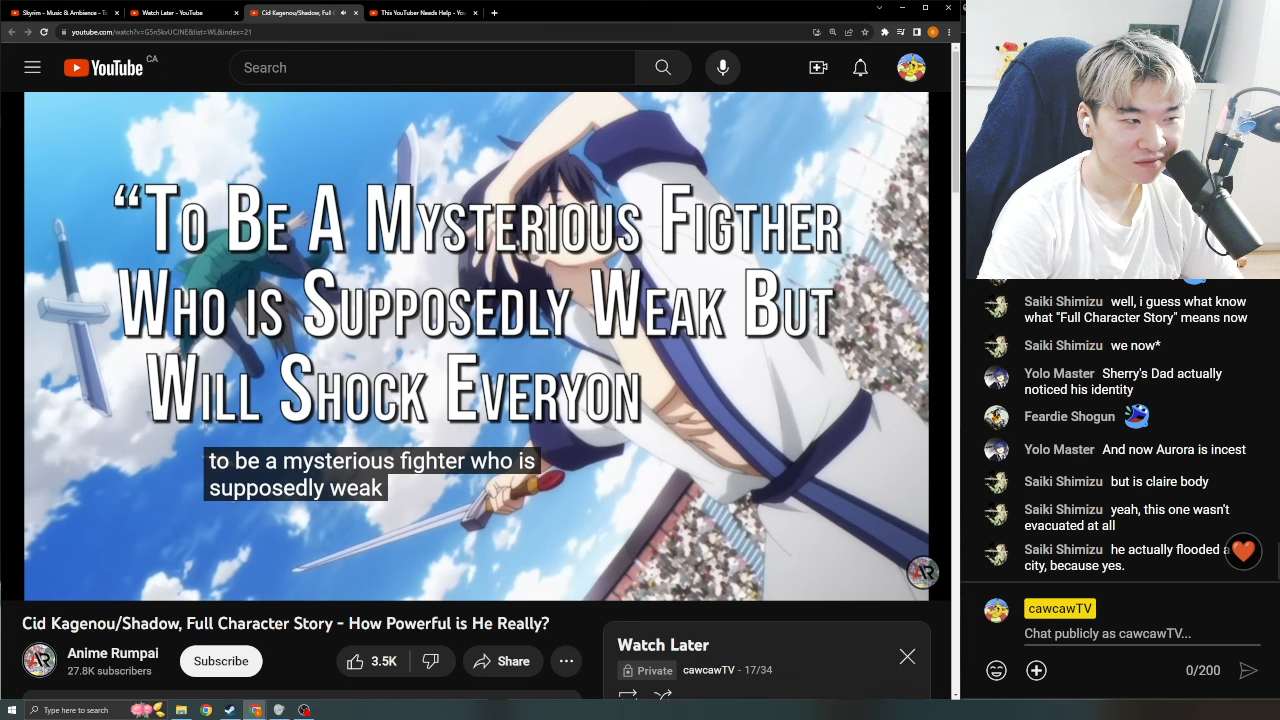 Skyrim - Music & Ambience - To
Watch Later - YouTube
Cid Kagenou/Shadow, Full C
This YouTuber Needs Help - You
youtube.com/watch?v=GSnSkvUCJNE&list=WL&index=21
YouTube CA
Search
“To Be A Mysterious Figther
Who is Supposedly Weak But
Will Shock Everyon
to be a mysterious fighter who is
supposedly weak
AR
Cid Kagenou/Shadow, Full Character Story - How Powerful is He Really?
AR
Anime Rumpai
27.8K subscribers
Subscribe
3.5K
Share
Watch Later
Private
cawcawTV - 17/34
Saiki Shimizu well, i guess what know
what "Full Character Story" means now
Saiki Shimizu we now*
Yolo Master Sherry's Dad actually
noticed his identity
Feardie Shogun
Yolo Master And now Aurora is incest
Saiki Shimizu but is claire body
Saiki Shimizu yeah, this one wasn't
evacuated at all
Saiki Shimizu he actually flooded a
city, because yes.
cawcawTV
Chat publicly as cawcawTV...
0/200
Type here to search